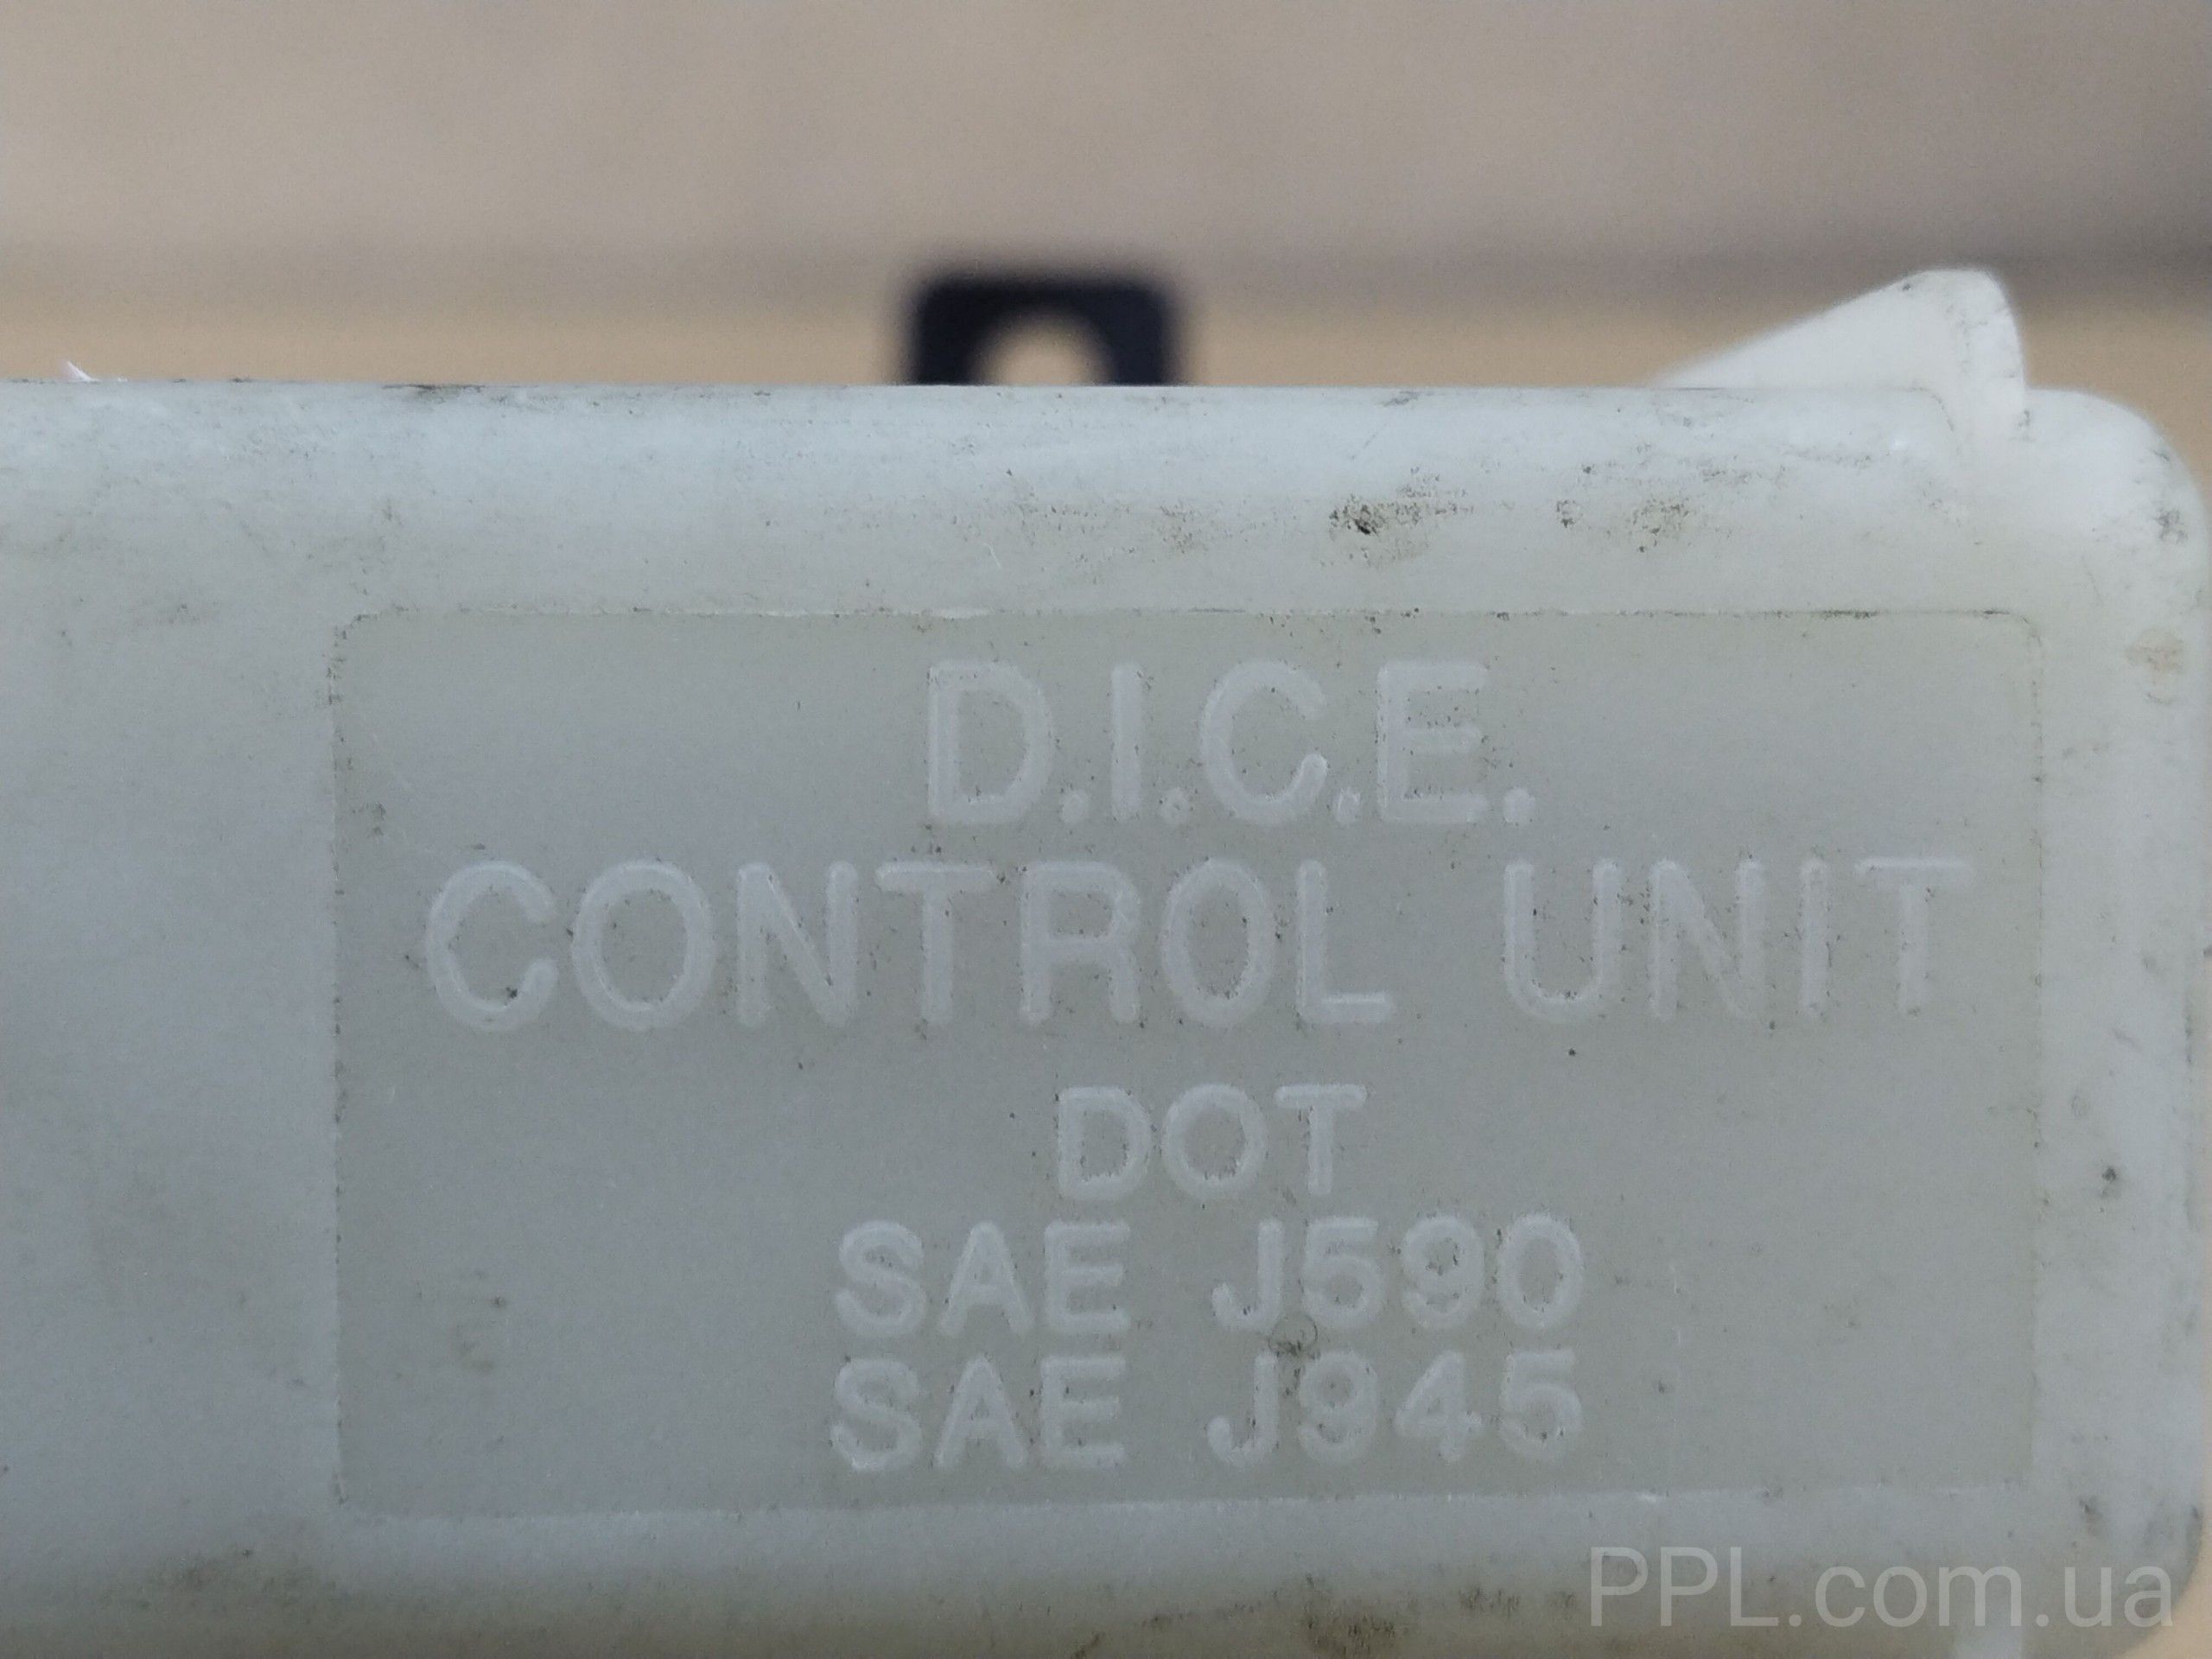 D.I.C.E.
CONTROL UNIT
DOT
SAE J590
SAE J945
PPL.com.ua